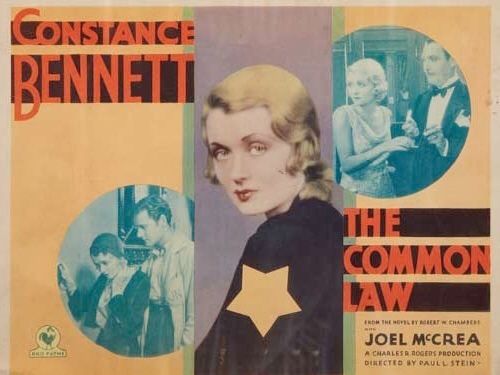 CONSTANCE
BENNETT
THE
COMMON
LAW
FROM THE NOVEL BY ROBERT W. CHAMBERS
WITH
JOEL McCREA
A CHARLES R. ROGERS PRODUCTION
DIRECTED BY PAUL L. STEIN
RKO PATHE